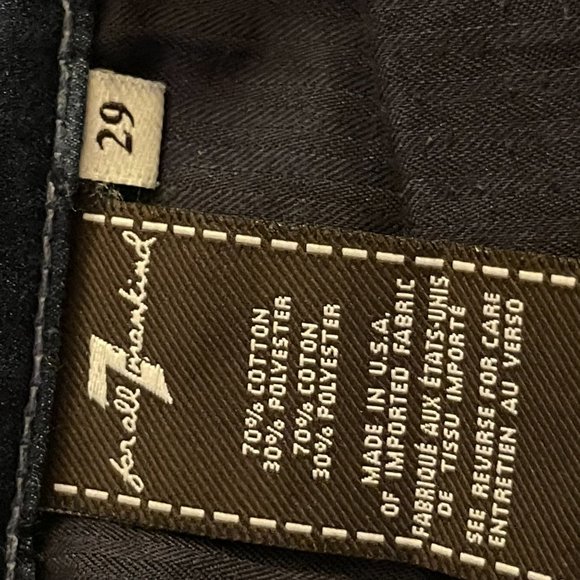 29
for all 7 mankind
70% COTTON
30% POLYESTER
70% COTON
30% POLYESTER
MADE IN U.S.A.
OF IMPORTED FABRIC
FABRIQUÉ AUX ÉTATS-UNIS
DE TISSU IMPORTÉ
SEE REVERSE FOR CARE
ENTRETIEN AU VERSO